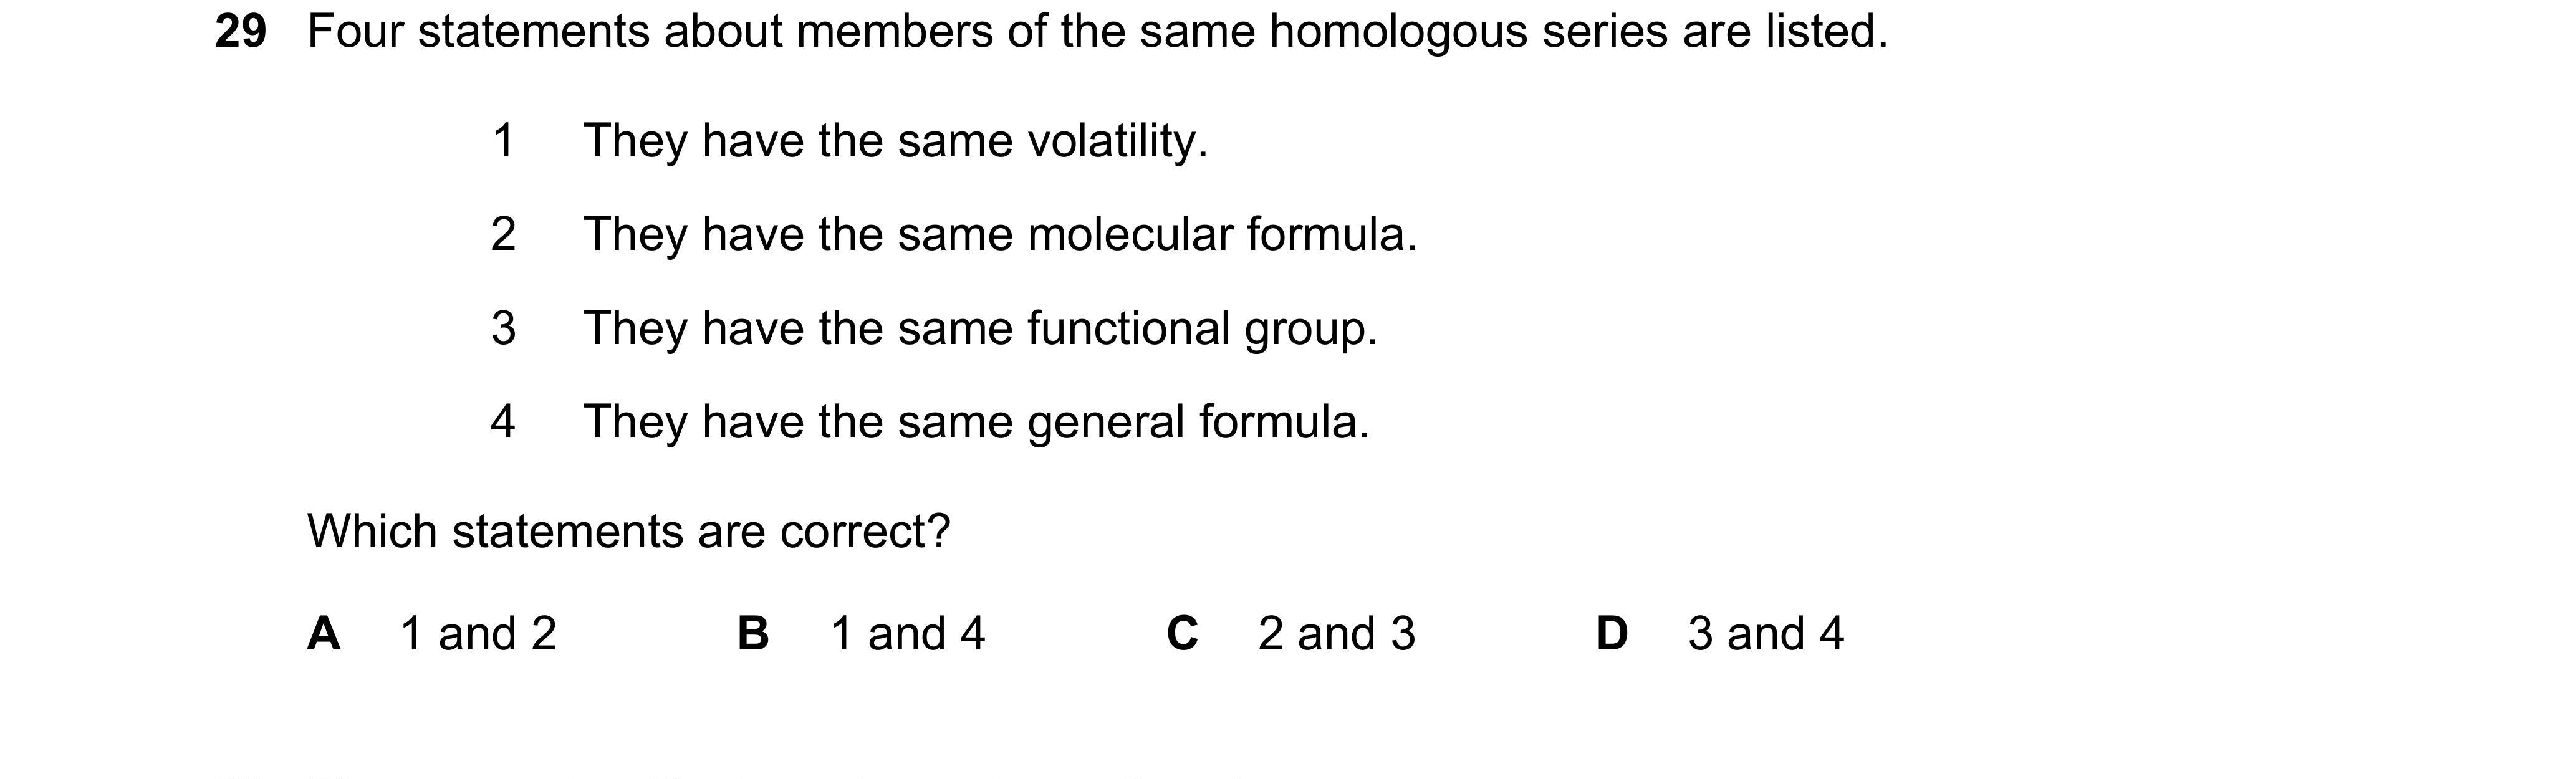 29 Four statements about members of the same homologous series are listed.
1 They have the same volatility.
2 They have the same molecular formula.
3 They have the same functional group.
4 They have the same general formula.
Which statements are correct?
A 1 and 2 B 1 and 4 C 2 and 3 D 3 and 4